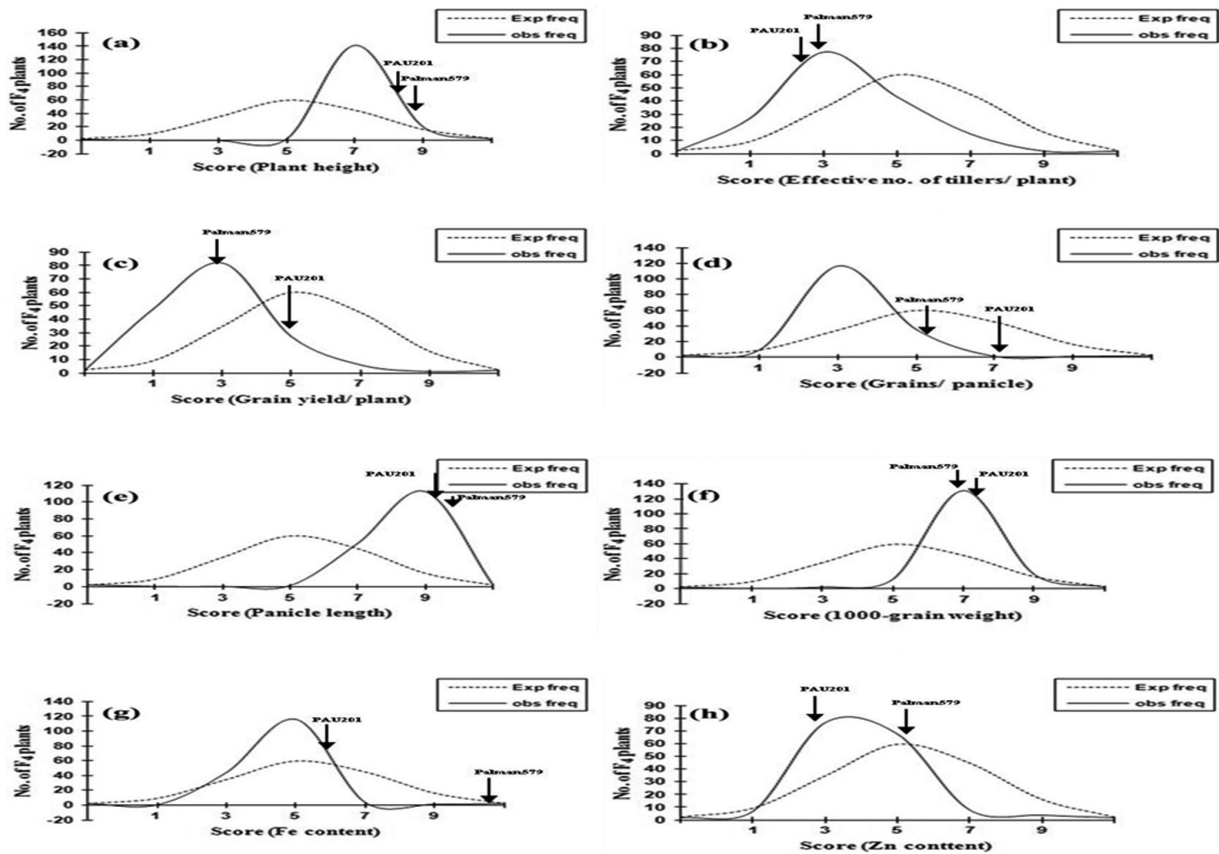 (a)
Exp freq
obs freq
PAU201
Palman579
No. of F4 plants
160
140
120
100
80
60
40
20
0
-20
1 3 5 7 9
Score (Plant height)
(b)
Exp freq
obs freq
Palman579
PAU201
No. of F4 plants
90
80
70
60
50
40
30
20
10
0
1 3 5 7 9
Score (Effective no. of tillers/ plant)
(c)
Exp freq
obs freq
Palman579
PAU201
No. of F4 plants
90
80
70
60
50
40
30
20
10
0
1 3 5 7 9
Score (Grain yield/ plant)
(d)
Exp freq
obs freq
Palman579
PAU201
No. of F4 plants
140
120
100
80
60
40
20
0
-20
1 3 5 7 9
Score (Grains/ panicle)
(e)
Exp freq
obs freq
PAU201
Palman579
No. of F4 plants
120
100
80
60
40
20
0
-20
1 3 5 7 9
Score (Panicle length)
(f)
Exp freq
obs freq
Palman579
PAU201
No. of F4 plants
140
120
100
80
60
40
20
0
-20
1 3 5 7 9
Score (1000-grain weight)
(g)
Exp freq
obs freq
PAU201
Palman579
No. of F4 plants
140
120
100
80
60
40
20
0
-20
1 3 5 7 9
Score (Fe content)
(h)
Exp freq
obs freq
PAU201
Palman579
No. of F4 plants
90
80
70
60
50
40
30
20
10
0
1 3 5 7 9
Score (Zn conttent)